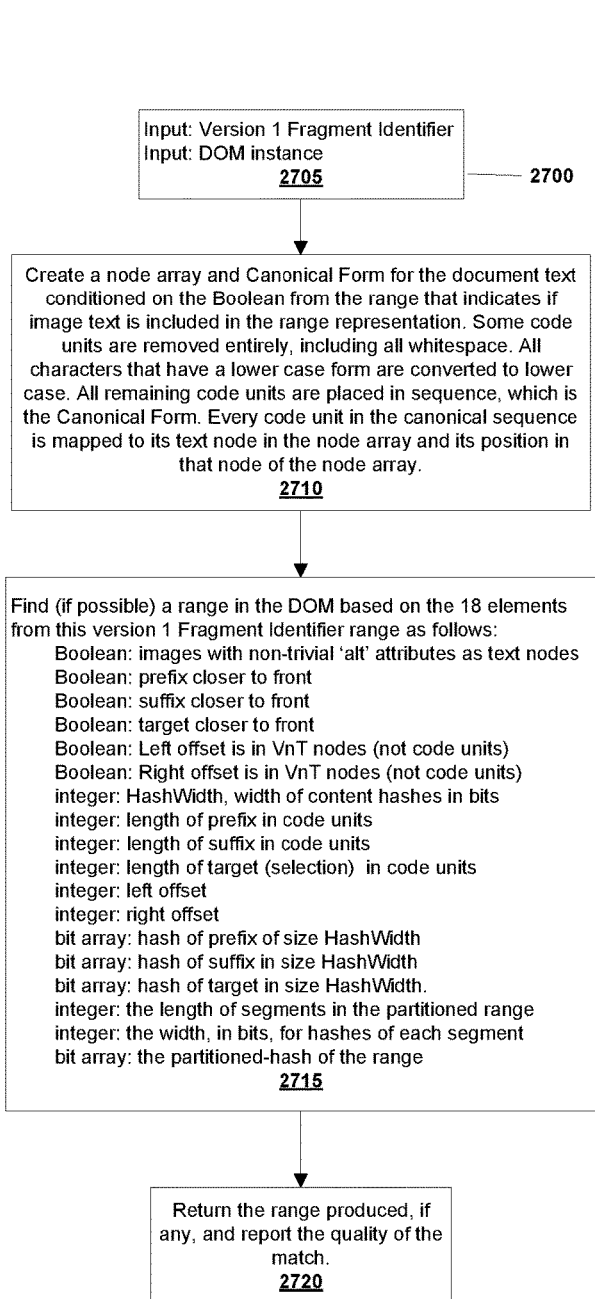 Input: Version 1 Fragment Identifier
Input: DOM instance
2705
2700
Create a node array and Canonical Form for the document text
conditioned on the Boolean from the range that indicates if
image text is included in the range representation. Some code
units are removed entirely, including all whitespace. All
characters that have a lower case form are converted to lower
case. All remaining code units are placed in sequence, which is
the Canonical Form. Every code unit in the canonical sequence
is mapped to its text node in the node array and its position in
that node of the node array.
2710
Find (if possible) a range in the DOM based on the 18 elements
from this version 1 Fragment Identifier range as follows:
Boolean: images with non-trivial ‘alt’ attributes as text nodes
Boolean: prefix closer to front
Boolean: suffix closer to front
Boolean: target closer to front
Boolean: Left offset is in VnT nodes (not code units)
Boolean: Right offset is in VnT nodes (not code units)
integer: HashWidth, width of content hashes in bits
integer: length of prefix in code units
integer: length of suffix in code units
integer: length of target (selection) in code units
integer: left offset
integer: right offset
bit array: hash of prefix of size HashWidth
bit array: hash of suffix in size HashWidth
bit array: hash of target in size HashWidth.
integer: the length of segments in the partitioned range
integer: the width, in bits, for hashes of each segment
bit array: the partitioned-hash of the range
2715
Return the range produced, if
any, and report the quality of the
match.
2720